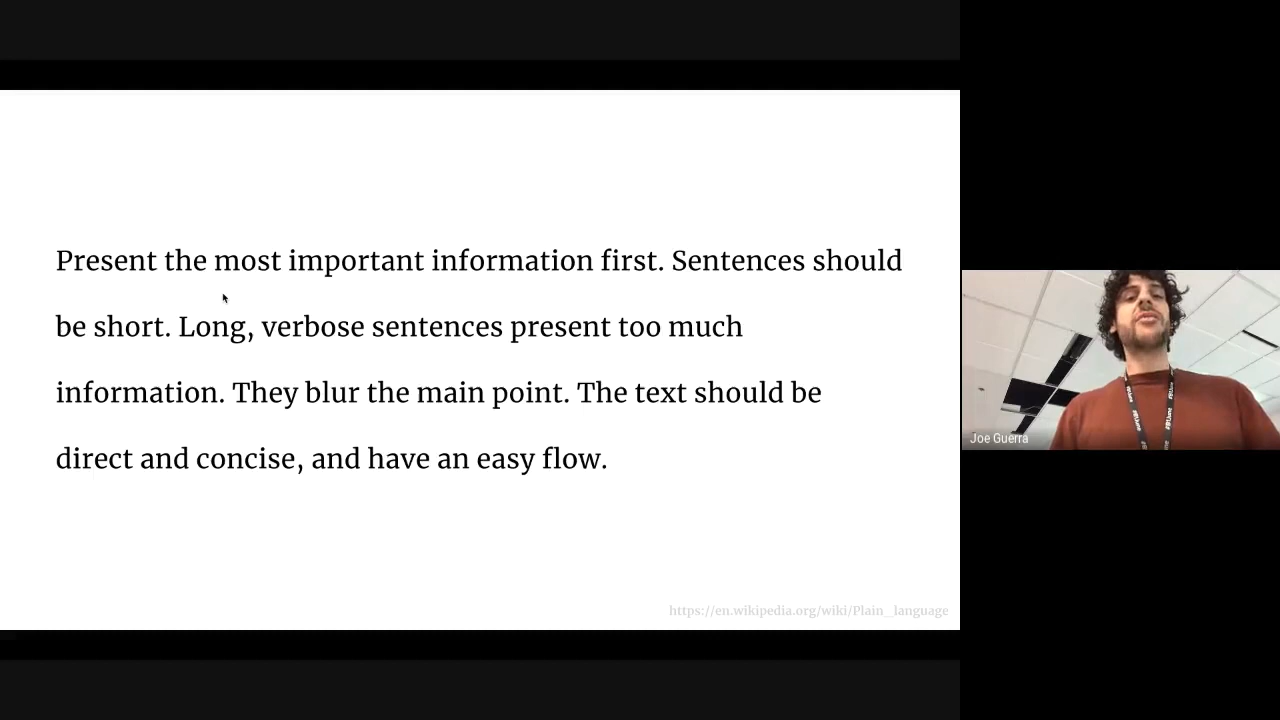 Present the most important information first. Sentences should
be short. Long, verbose sentences present too much
information. They blur the main point. The text should be
direct and concise, and have an easy flow.
https://en.wikipedia.org/wiki/Plain_language
Joe Guerra